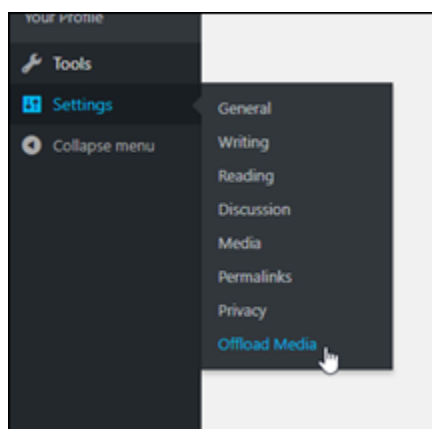 Your Profile
Tools
Settings
Collapse menu
General
Writing
Reading
Discussion
Media
Permalinks
Privacy
Offload Media